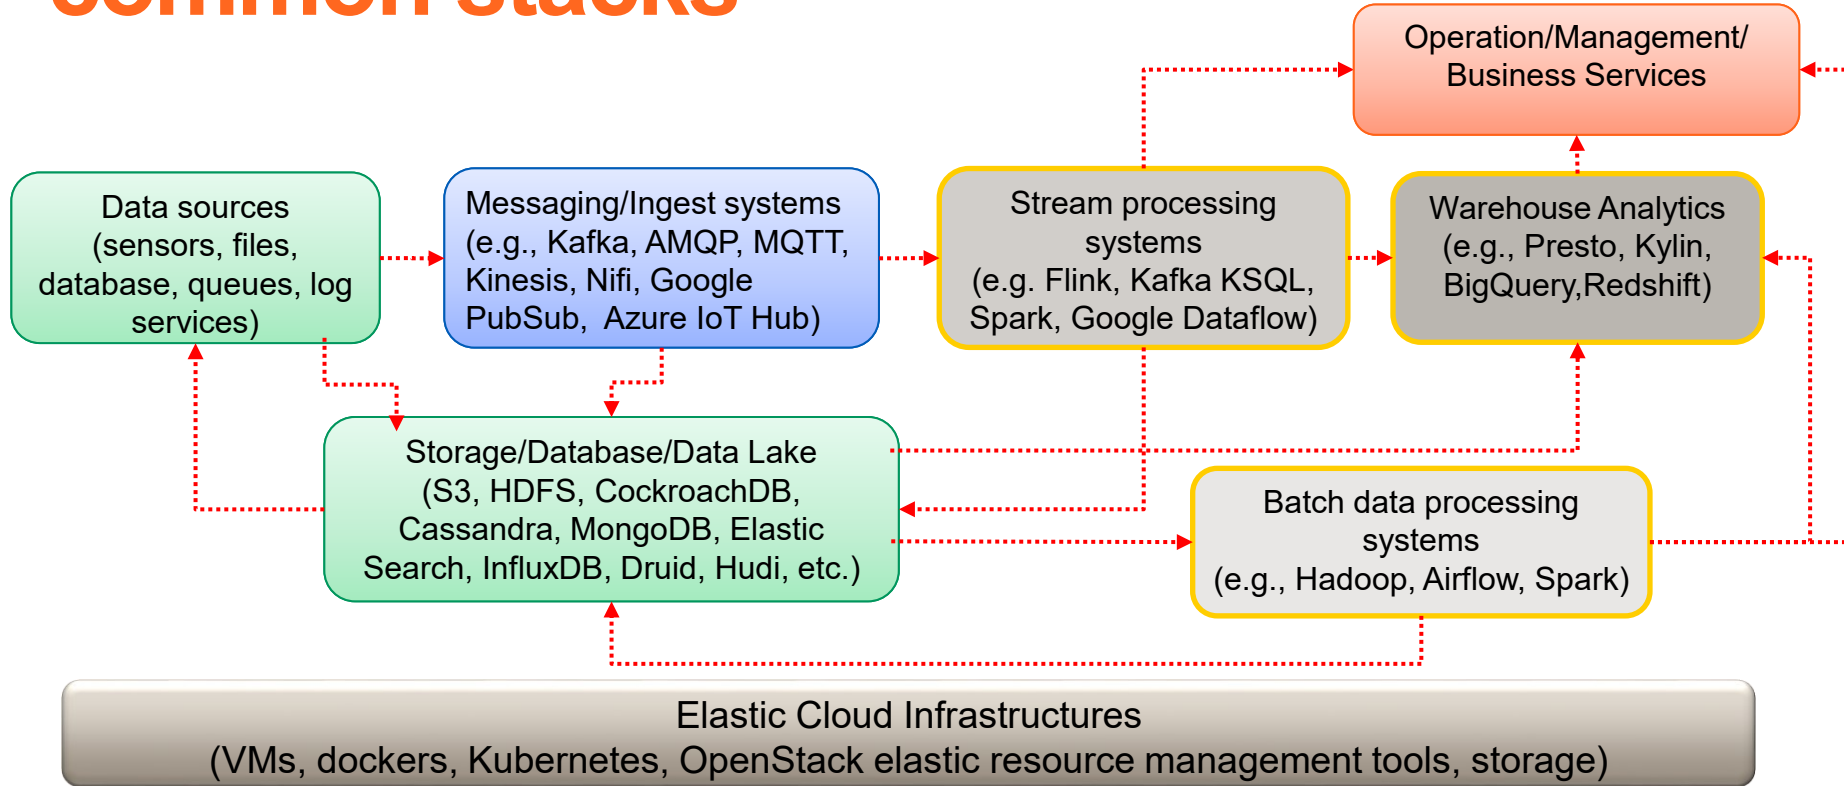 common stacks
Operation/Management/
Business Services
Data sources
(sensors, files,
database, queues, log
services)
Messaging/Ingest systems
(e.g., Kafka, AMQP, MQTT,
Kinesis, Nifi, Google
PubSub,  Azure IoT Hub)
Stream processing
systems
(e.g. Flink, Kafka KSQL,
Spark, Google Dataflow)
Warehouse Analytics
(e.g., Presto, Kylin,
BigQuery,Redshift)
Storage/Database/Data Lake
(S3, HDFS, CockroachDB,
Cassandra, MongoDB, Elastic
Search, InfluxDB, Druid, Hudi, etc.)
Batch data processing
systems
(e.g., Hadoop, Airflow, Spark)
Elastic Cloud Infrastructures
(VMs, dockers, Kubernetes, OpenStack elastic resource management tools, storage)